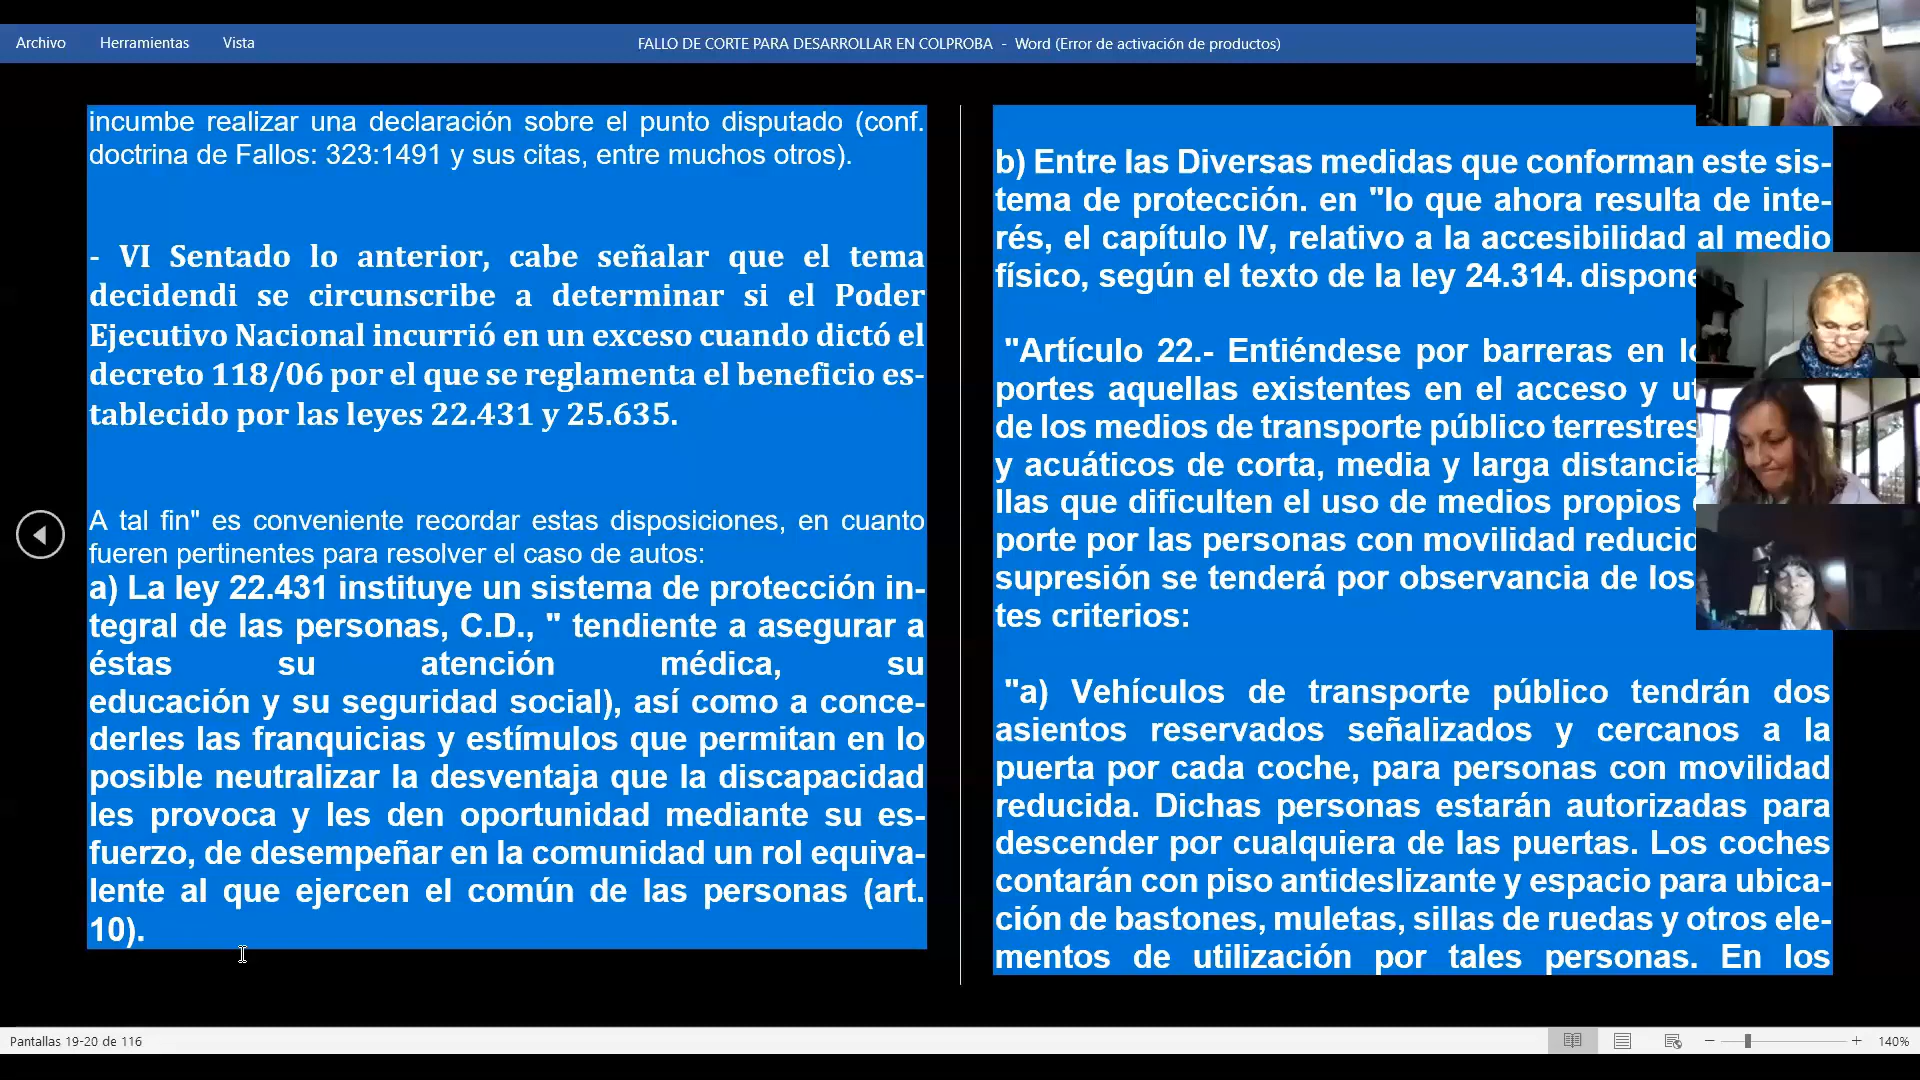 Archivo Herramientas Vista
FALLO DE CORTE PARA DESARROLLAR EN COLPROBA - Word (Error de activación de productos)
incumbe realizar una declaración sobre el punto disputado (conf.
doctrina de Fallos: 323:1491 y sus citas, entre muchos otros).
- VI Sentado lo anterior, cabe señalar que el tema
decidendi se circunscribe a determinar si el Poder
Ejecutivo Nacional incurrió en un exceso cuando dictó el
decreto 118/06 por el que se reglamenta el beneficio es-
tablecido por las leyes 22.431 y 25.635.
A tal fin" es conveniente recordar estas disposiciones, en cuanto
fueren pertinentes para resolver el caso de autos:
a) La ley 22.431 instituye un sistema de protección in-
tegral de las personas, C.D., " tendiente a asegurar a
éstas su atención médica, su
educación y su seguridad social), así como a conce-
derles las franquicias y estímulos que permitan en lo
posible neutralizar la desventaja que la discapacidad
les provoca y les den oportunidad mediante su es-
fuerzo, de desempeñar en la comunidad un rol equiva-
lente al que ejercen el común de las personas (art.
10).
b) Entre las Diversas medidas que conforman este sis-
tema de protección. en "lo que ahora resulta de inte-
rés, el capítulo IV, relativo a la accesibilidad al medio
físico, según el texto de la ley 24.314. dispone
"Artículo 22.- Entiéndese por barreras en
portes aquellas existentes en el acceso y
de los medios de transporte público terrestres
y acuáticos de corta, media y larga distancia
llas que dificulten el uso de medios propios
porte por las personas con movilidad
supresión se tenderá por observancia de los
tes criterios:
"a) Vehículos de transporte público tendrán dos
asientos reservados señalizados y cercanos a la
puerta por cada coche, para personas con movilidad
reducida. Dichas personas estarán autorizadas para
descender por cualquiera de las puertas. Los coches
contarán con piso antideslizante y espacio para ubica-
ción de bastones, muletas, sillas de ruedas y otros ele-
mentos de utilización por tales personas. En los
Pantallas 19-20 de 116
140%